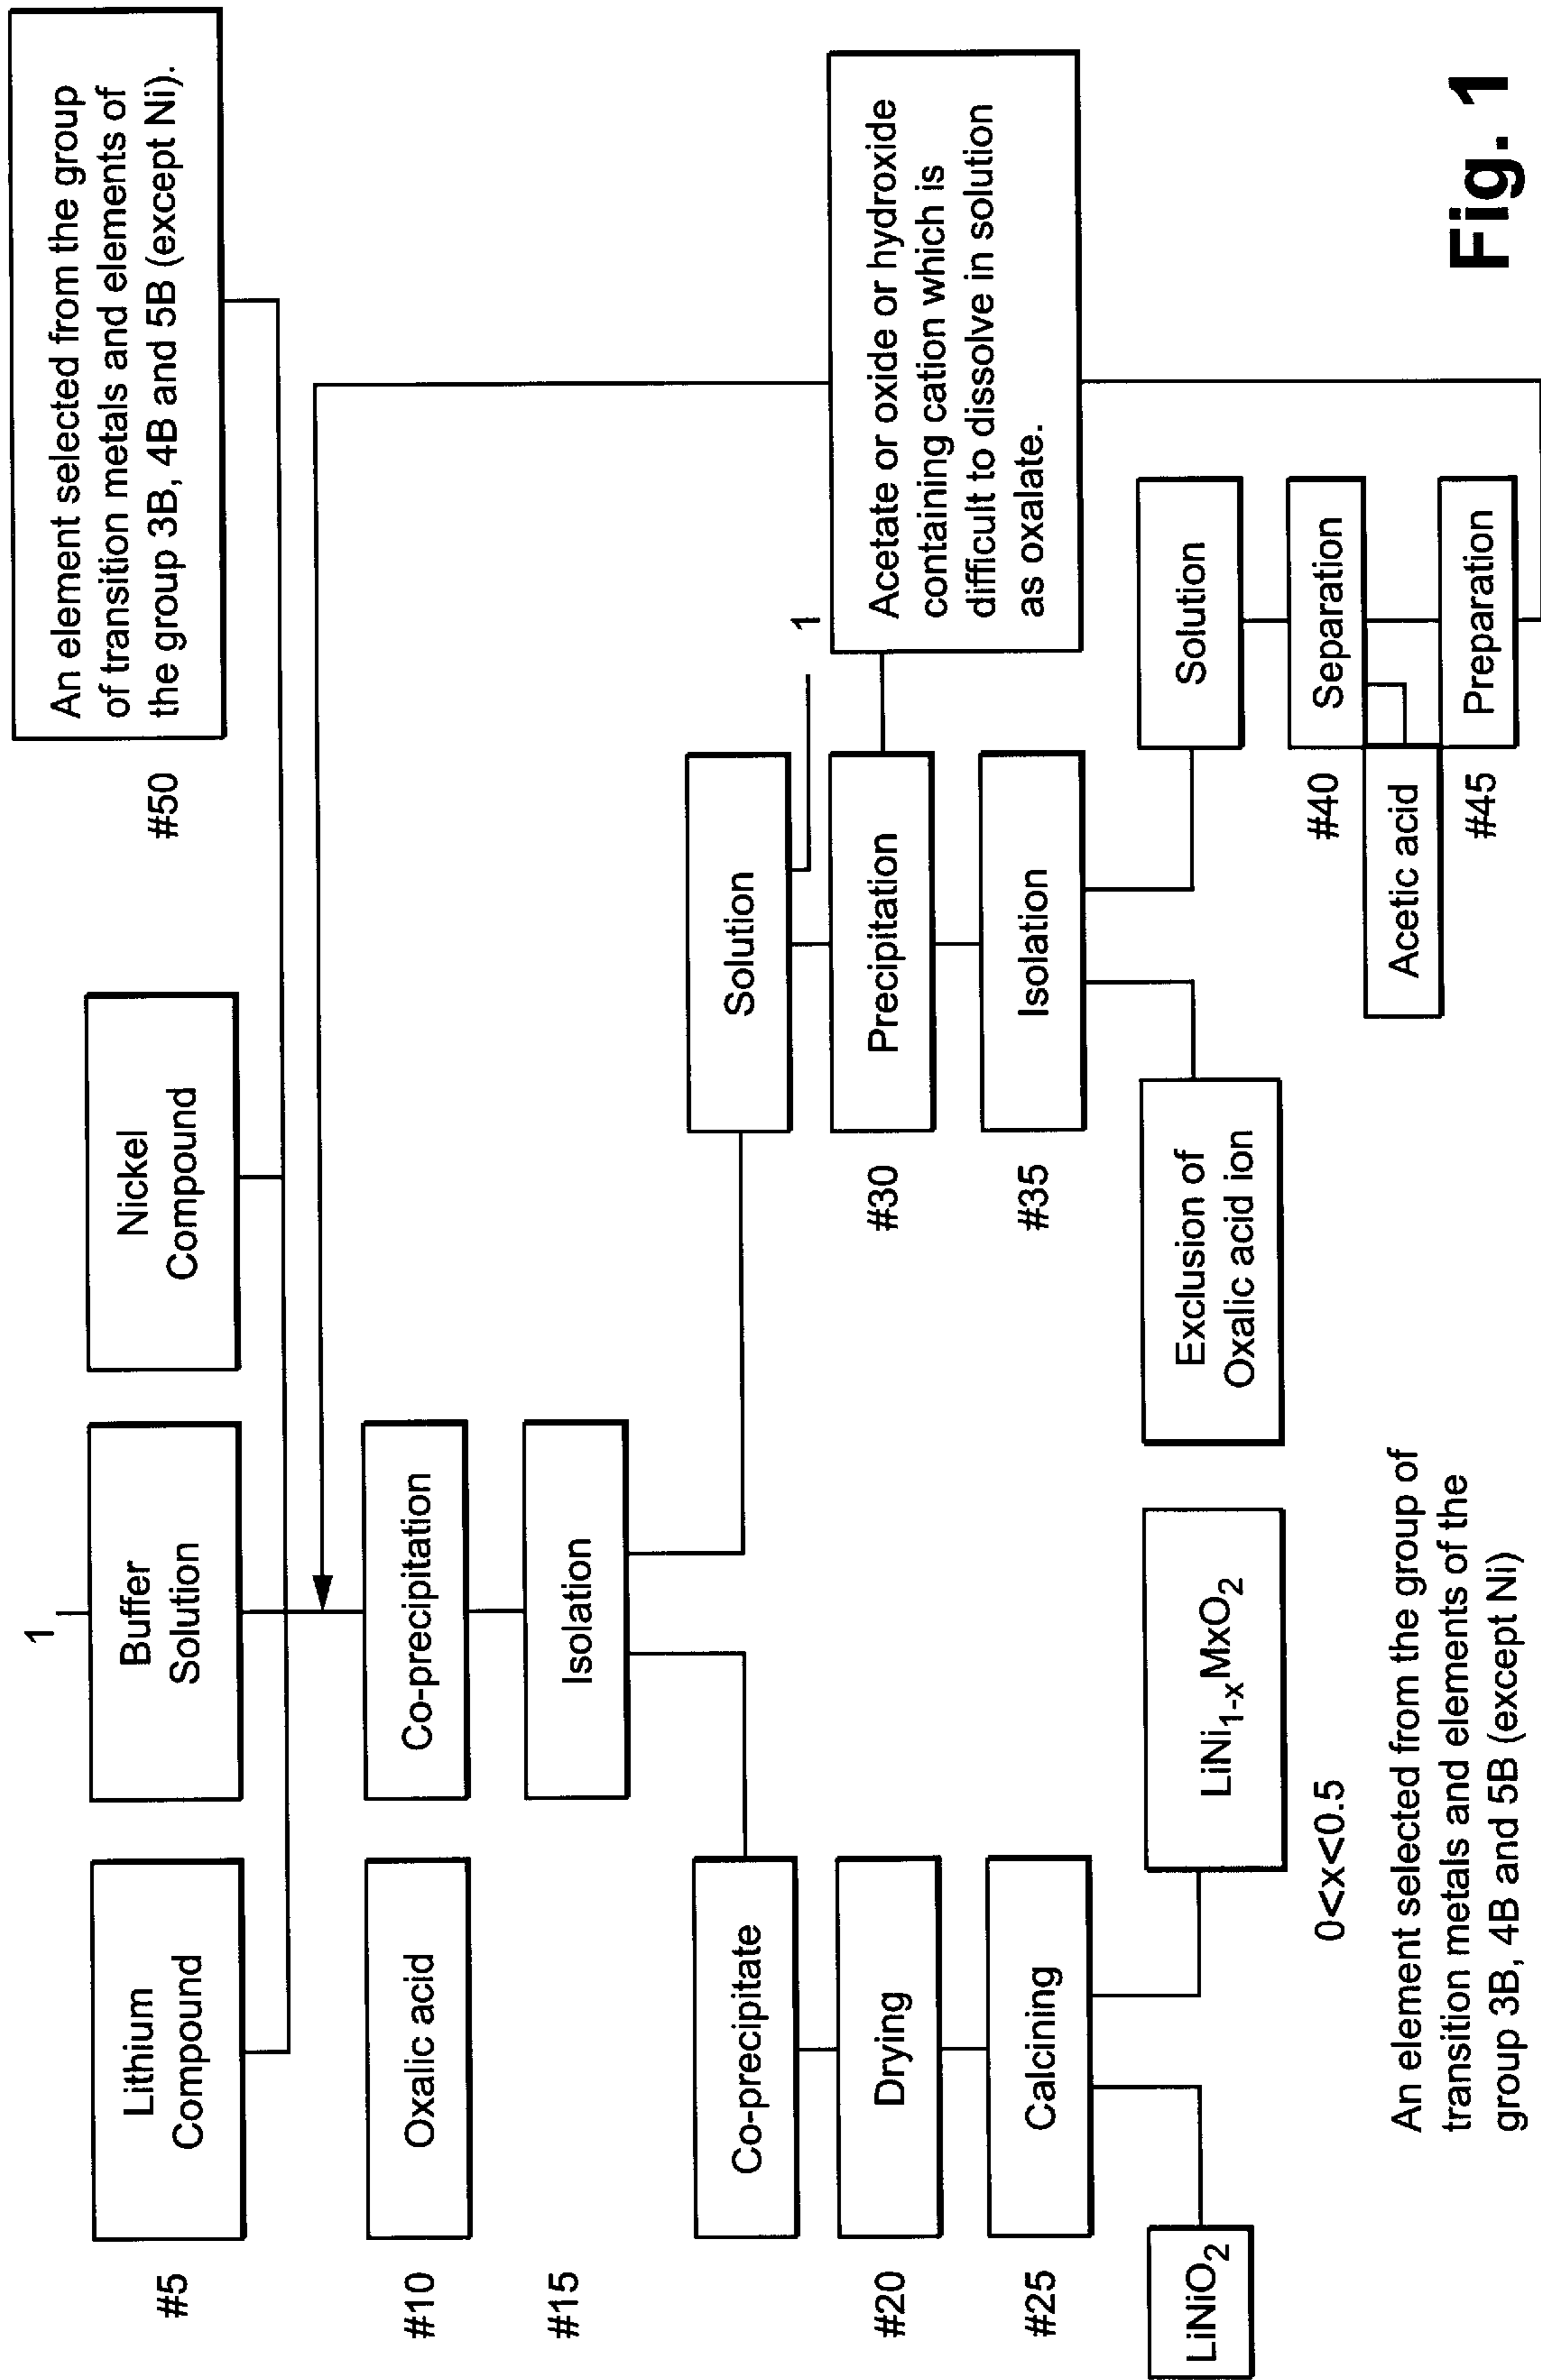 1
#5
Lithium
Compound
Buffer
Solution
Nickel
Compound
#50
An element selected from the group
of transition metals and elements of
the group 3B, 4B and 5B (except Ni).
#10
Oxalic acid
Co-precipitation
#15
Isolation
Co-precipitate
#20
Drying
#25
Calcining
LiNiO2
LiNi1-xMxO2
0<x<0.5
An element selected from the group of
transition metals and elements of the
group 3B, 4B and 5B (except Ni)
Solution
1
#30
Precipitation
Acetate or oxide or hydroxide
containing cation which is
difficult to dissolve in solution
as oxalate.
#35
Isolation
Exclusion of
Oxalic acid ion
Solution
#40
Separation
Acetic acid
#45
Preparation
Fig. 1